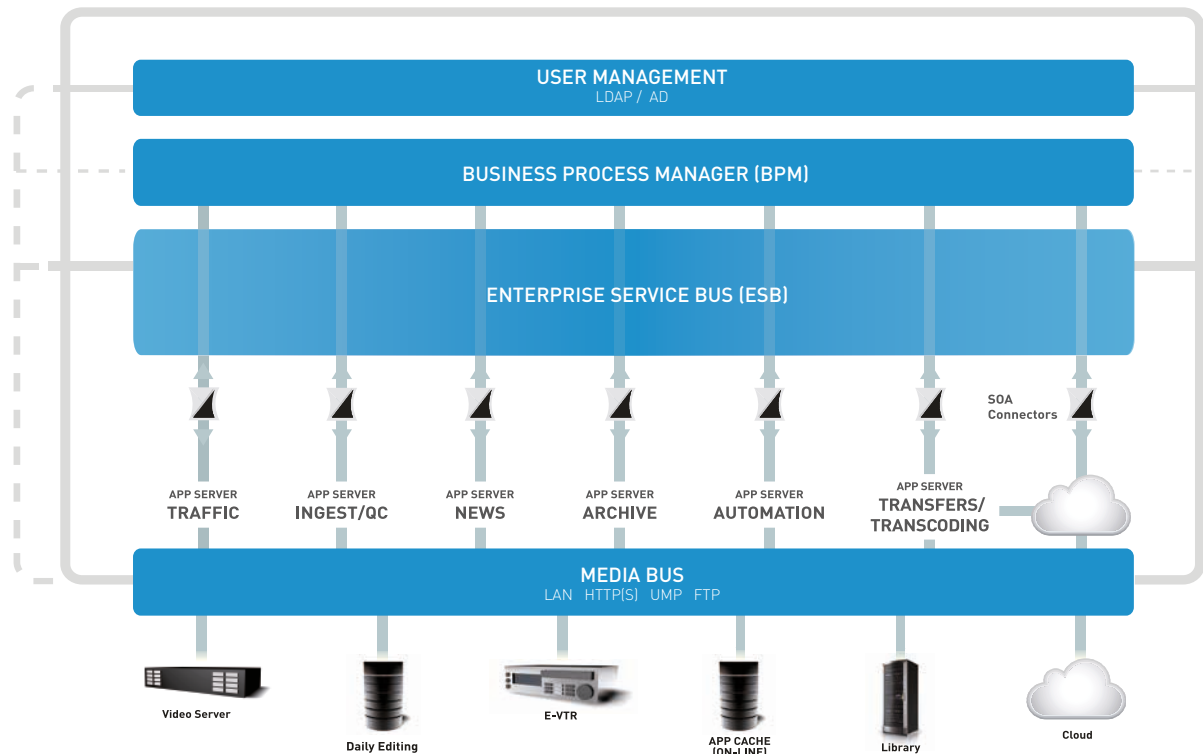 USER MANAGEMENT
LDAP / AD
BUSINESS PROCESS MANAGER (BPM)
ENTERPRISE SERVICE BUS (ESB)
SOA
Connectors
APP SERVER
TRAFFIC
APP SERVER
INGEST/QC
APP SERVER
NEWS
APP SERVER
ARCHIVE
APP SERVER
AUTOMATION
APP SERVER
TRANSFERS/
TRANSCODING
MEDIA BUS
LAN HTTP(S) UMP FTP
Video Server
Daily Editing
E-VTR
APP CACHE
(ON-LINE)
Library
Cloud